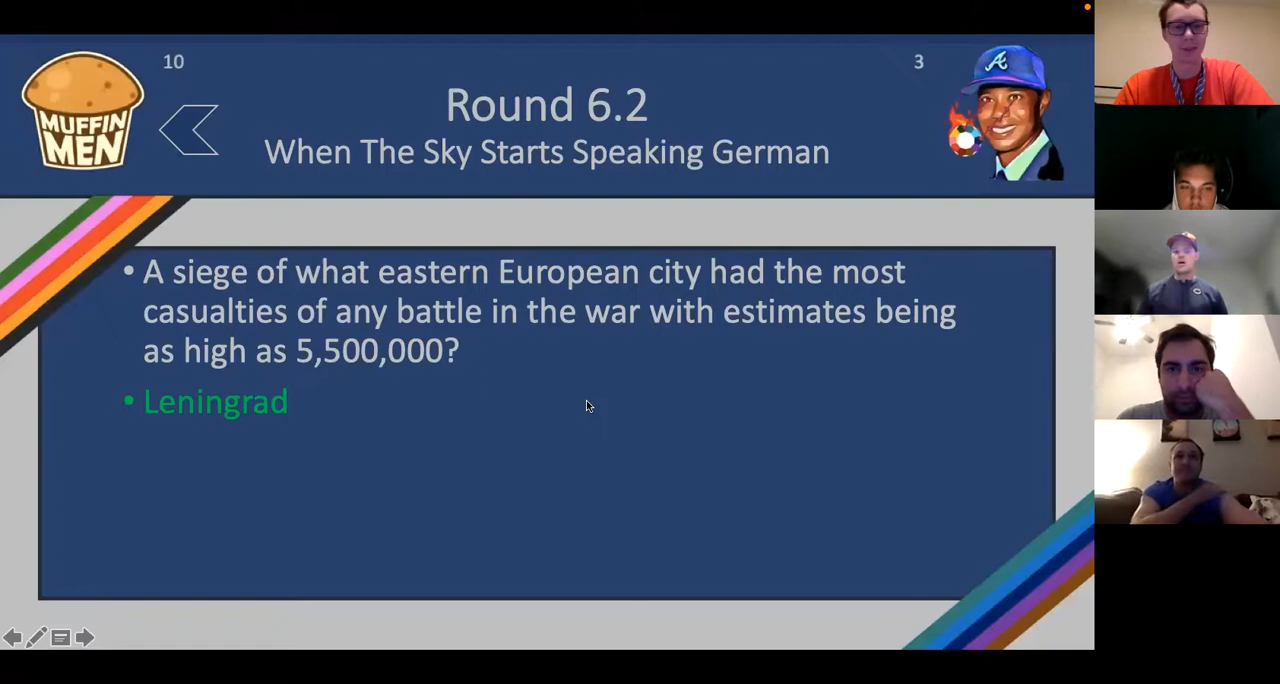 10
3
MUFFIN
MEN
A
Round 6.2
When The Sky Starts Speaking German
• A siege of what eastern European city had the most
casualties of any battle in the war with estimates being
as high as 5,500,000?
• Leningrad